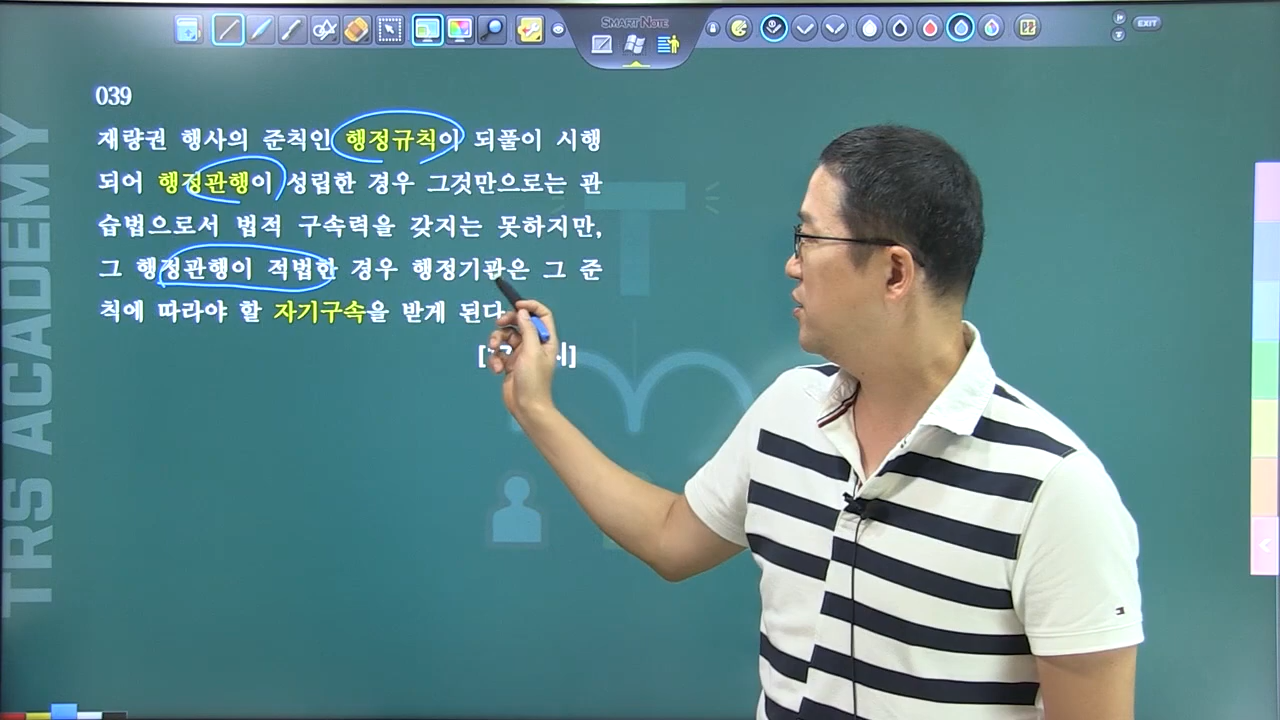 SMART NOTE
EXIT
039
재량권 행사의 준칙인 행정규칙이 되풀이 시행
되어 행정관행이 성립한 경우 그것만으로는 관
습법으로서 법적 구속력을 갖지는 못하지만,
그 행정관행이 적법한 경우 행정기관은 그 준
칙에 따라야 할 자기구속을 받게 된다
TRS ACADEMY